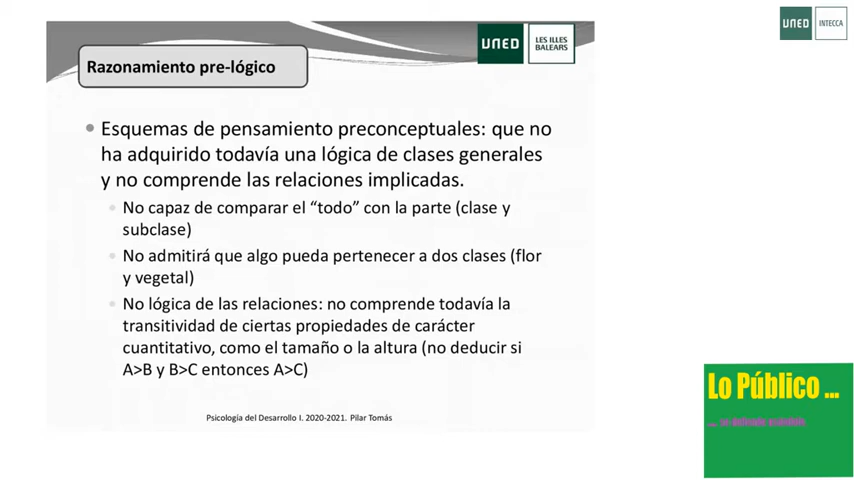 UNED
INTECCA
UNED
LES ILLES
BALEARS
Razonamiento pre-lógico
Esquemas de pensamiento preconceptuales: que no
ha adquirido todavía una lógica de clases generales
y no comprende las relaciones implicadas.
No capaz de comparar el “todo” con la parte (clase y
subclase)
No admitirá que algo pueda pertenecer a dos clases (flor
y vegetal)
No lógica de las relaciones: no comprende todavía la
transitividad de ciertas propiedades de carácter
cuantitativo, como el tamaño o la altura (no deducir si
A>B y B>C entonces A>C)
Psicología del Desarrollo I. 2020-2021. Pilar Tomás
Lo Público ...